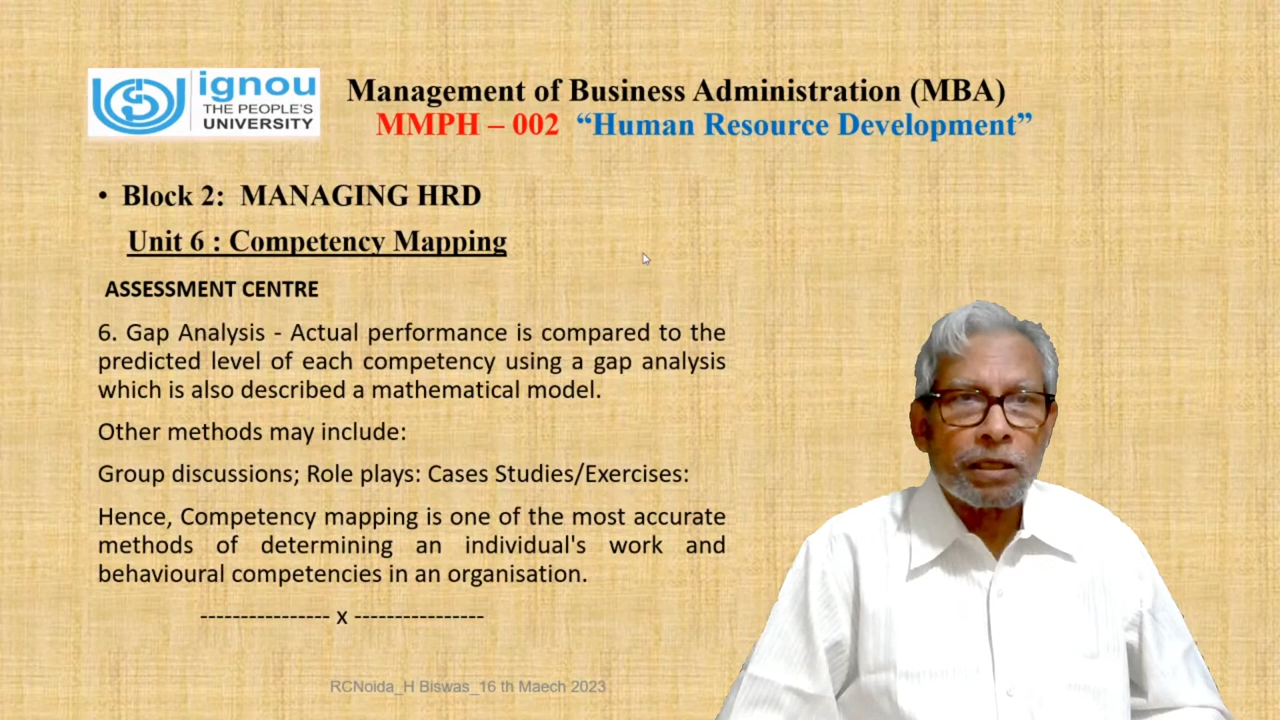 ignou
THE PEOPLE'S
UNIVERSITY
Management of Business Administration (MBA)
MMPH – 002 “Human Resource Development”
• Block 2: MANAGING HRD
Unit 6 : Competency Mapping
ASSESSMENT CENTRE
6. Gap Analysis - Actual performance is compared to the
predicted level of each competency using a gap analysis
which is also described a mathematical model.
Other methods may include:
Group discussions; Role plays: Cases Studies/Exercises:
Hence, Competency mapping is one of the most accurate
methods of determining an individual's work and
behavioural competencies in an organisation.
---------------- x ----------------
RCNoida_H Biswas_16 th Maech 2023